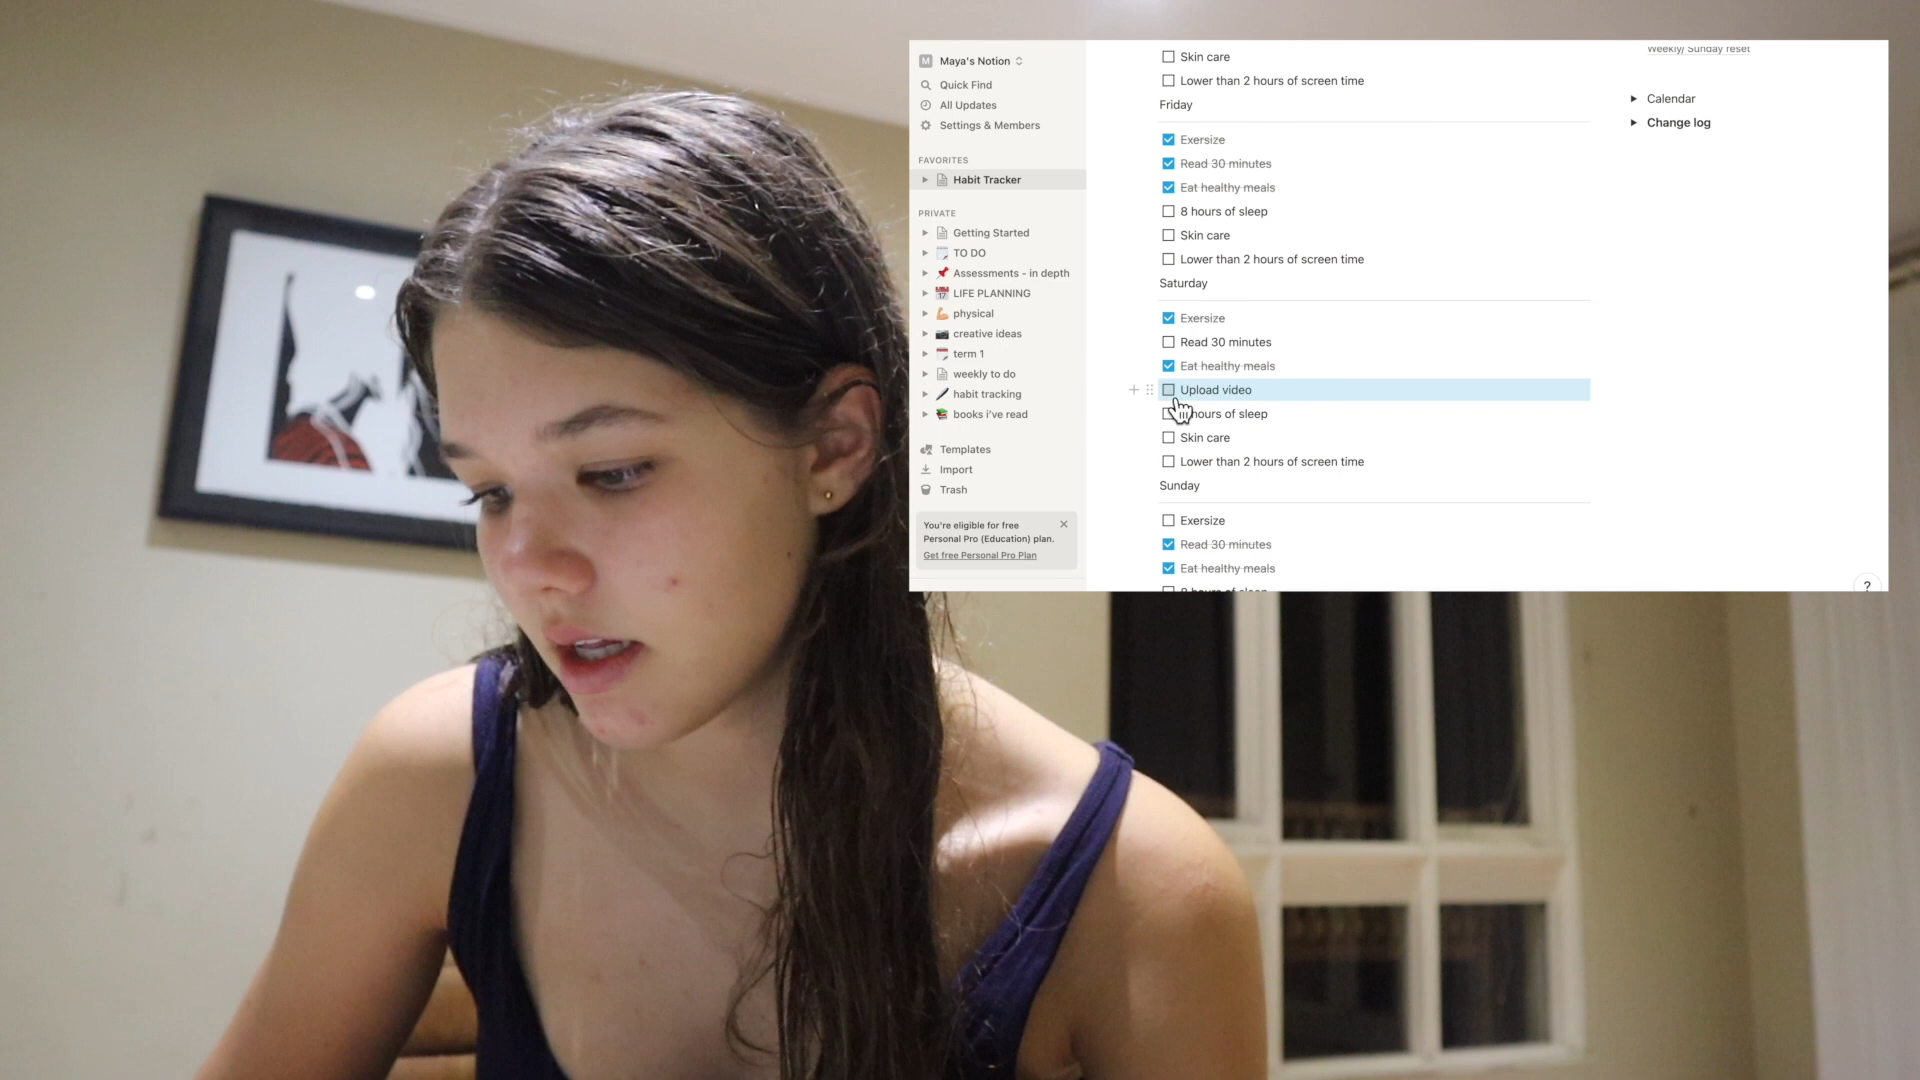 M Maya's Notion
Quick Find
All Updates
Settings & Members
FAVORITES
Habit Tracker
PRIVATE
Getting Started
TO DO
Assessments - in depth
17 LIFE PLANNING
physical
creative ideas
term 1
weekly to do
habit tracking
books i've read
Templates
Import
Trash
You're eligible for free
Personal Pro (Education) plan.
Get free Personal Pro Plan
Skin care
Lower than 2 hours of screen time
Friday
Exersize
Read 30 minutes
Eat healthy meals
8 hours of sleep
Skin care
Lower than 2 hours of screen time
Saturday
Exersize
Read 30 minutes
Eat healthy meals
Upload video
hours of sleep
Skin care
Lower than 2 hours of screen time
Sunday
Exersize
Read 30 minutes
Eat healthy meals
8 hours of sleep
Weekly/ Sunday reset
Calendar
Change log
?